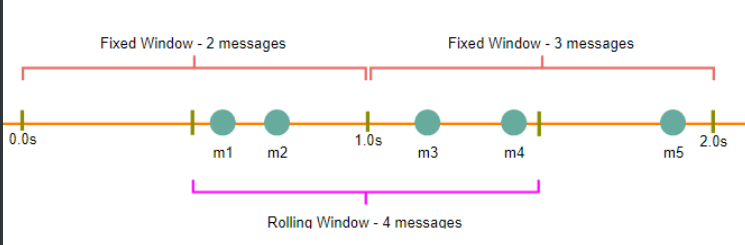 Fixed Window - 2 messages
Fixed Window - 3 messages
0.0s
1.0s
2.0s
m1
m2
m3
m4
m5
Rolling Window - 4 messages